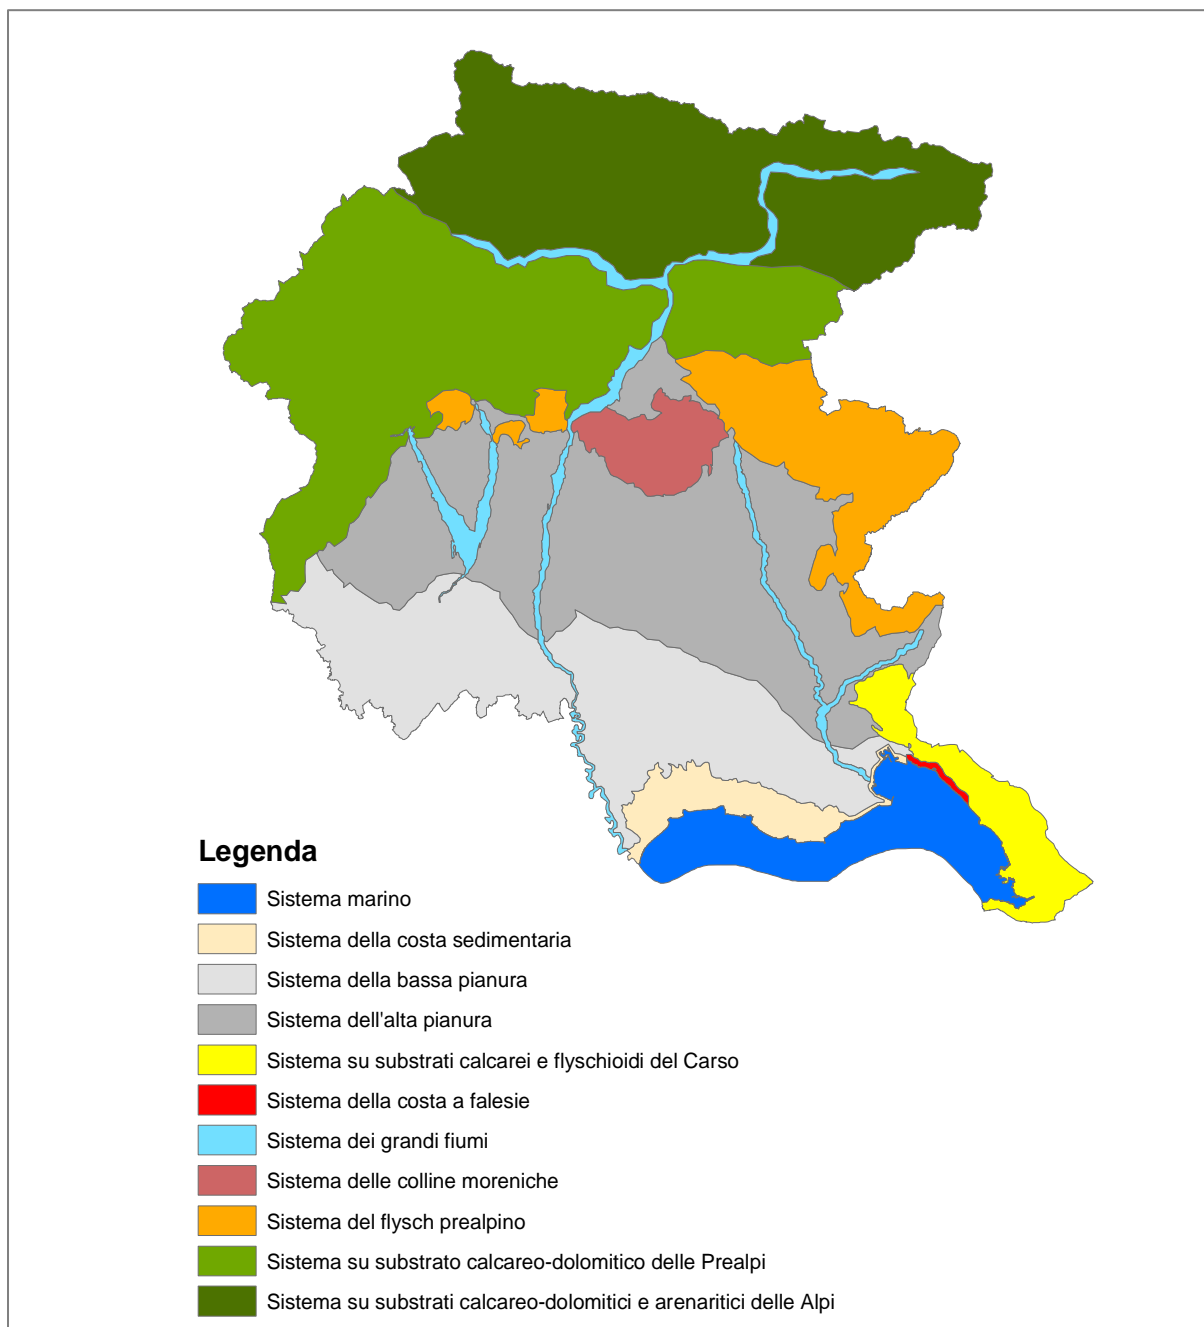 Legenda
Sistema marino
Sistema della costa sedimentaria
Sistema della bassa pianura
Sistema dell'alta pianura
Sistema su substrati calcarei e flyschioidi del Carso
Sistema della costa a falesie
Sistema dei grandi fiumi
Sistema delle colline moreniche
Sistema del flysch prealpino
Sistema su substrato calcareo-dolomitico delle Prealpi
Sistema su substrati calcareo-dolomitici e arenaritici delle Alpi